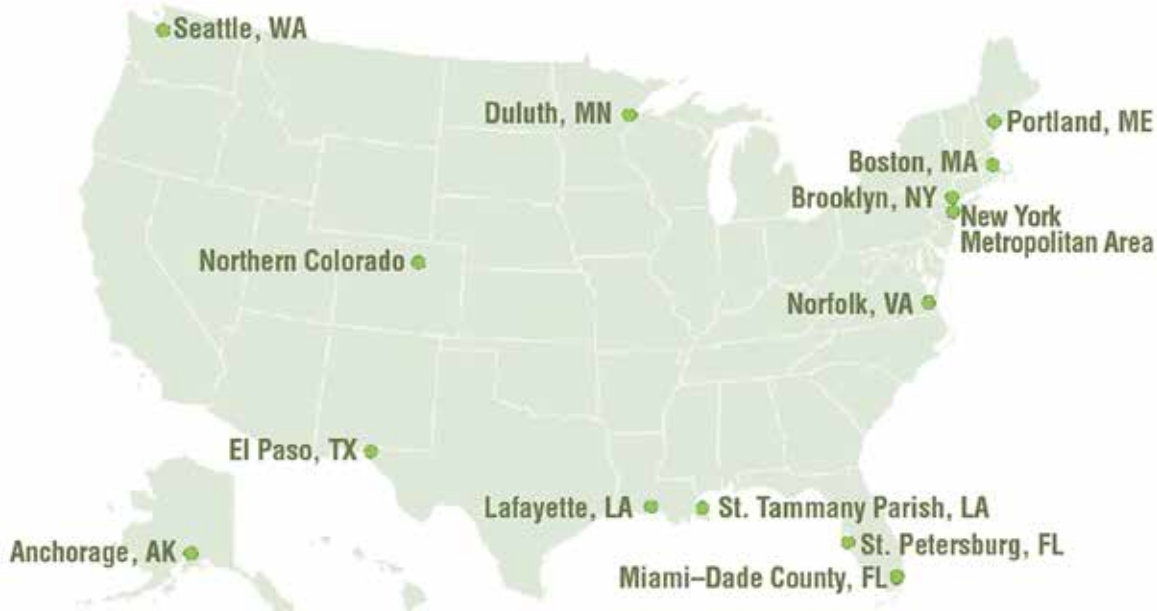 Seattle, WA
Duluth, MN
Portland, ME
Boston, MA
Brooklyn, NY
New York
Metropolitan Area
Northern Colorado
Norfolk, VA
El Paso, TX
Lafayette, LA
St. Tammany Parish, LA
Anchorage, AK
St. Petersburg, FL
Miami–Dade County, FL